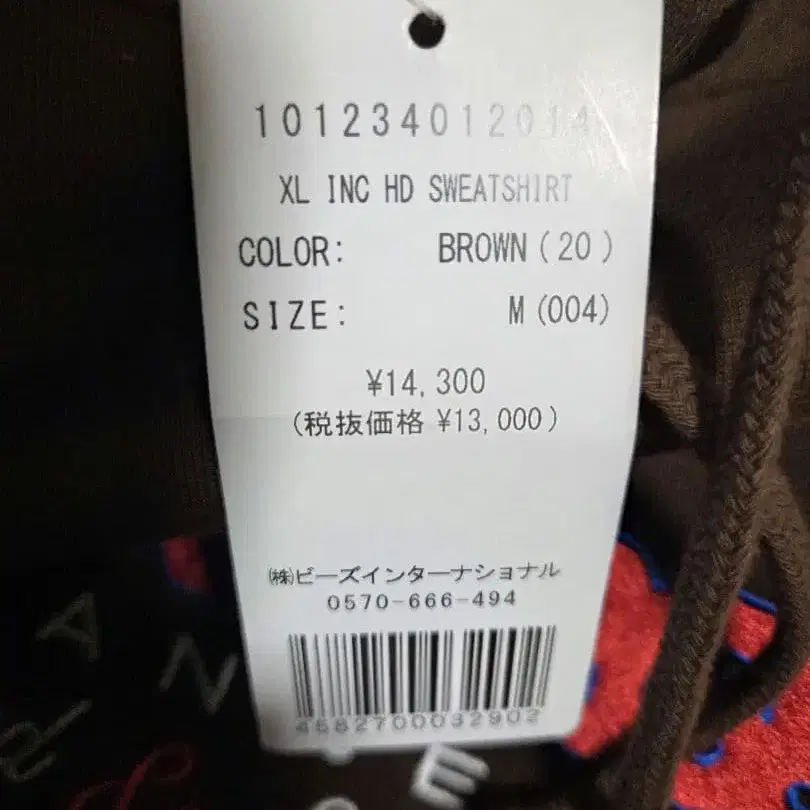 101234012014
XL INC HD SWEATSHIRT
COLOR: BROWN(20)
SIZE: M(004)
¥14,300
(税抜価格 ¥13,000)
㈱ビーズインターナショナル
0570-666-494
4582700032902